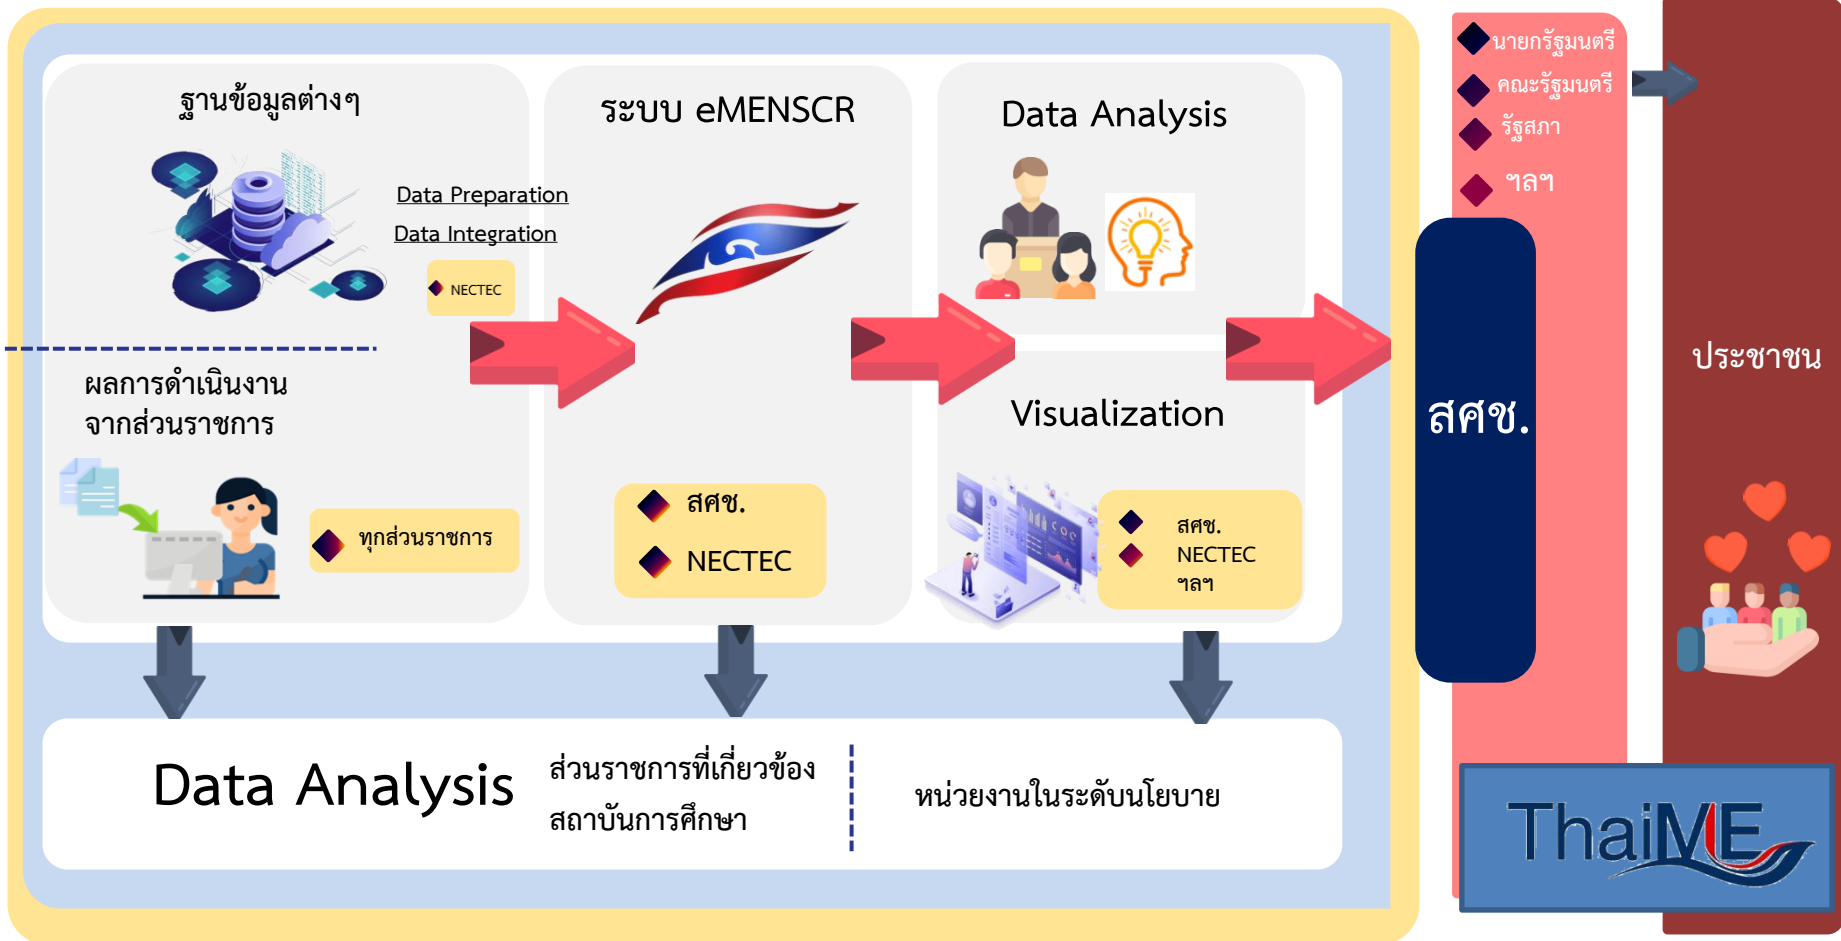 ฐานข้อมูลต่างๆ
Data Preparation
Data Integration
NECTEC
ผลการดำเนินงาน
จากส่วนราชการ
ทุกส่วนราชการ
ระบบ eMENSCR
สศช.
NECTEC
Data Analysis
Visualization
สศช.
NECTEC
ฯลฯ
Data Analysis
ส่วนราชการที่เกี่ยวข้อง
สถาบันการศึกษา
หน่วยงานในระดับนโยบาย
นายกรัฐมนตรี
คณะรัฐมนตรี
รัฐสภา
ฯลฯ
สศช.
ประชาชน
ThaiME